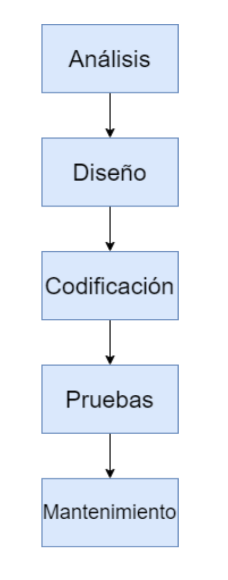 Análisis
Diseño
Codificación
Pruebas
Mantenimiento